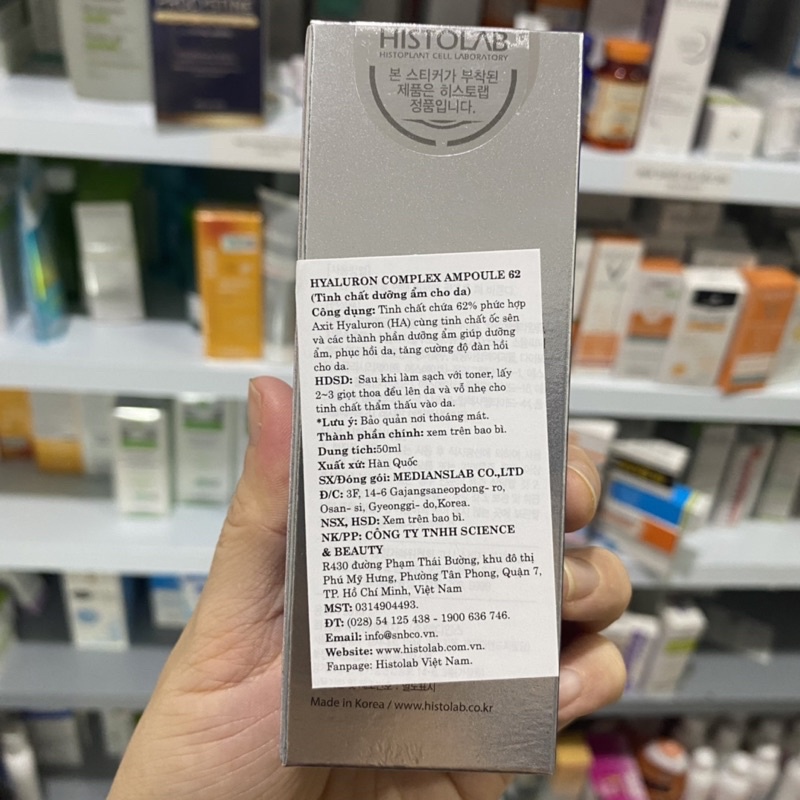 HISTOLAB
HISTOPLANT CELL LABORATORY
본 스티커가 부착된
제품은 히스토랩
정품입니다.
HYALURON COMPLEX AMPOULE 62
(Tinh chất dưỡng ẩm cho da)
Công dụng: Tinh chất chứa 62% phức hợp
Axit Hyaluron (HA) cùng tinh chất ốc sên
và các thành phần dưỡng ẩm giúp dưỡng
ẩm, phục hồi da, tăng cường độ đàn hồi
cho da.
HDSD: Sau khi làm sạch với toner, lấy
2~3 giọt thoa đều lên da và vỗ nhẹ cho
tinh chất thẩm thấu vào da.
*Lưu ý: Bảo quản nơi thoáng mát.
Thành phần chính: xem trên bao bì.
Dung tích:50ml
Xuất xứ: Hàn Quốc
SX/Đóng gói: MEDIANSLAB CO.,LTD
Đ/C: 3F, 14-6 Gajangsaneopdong- ro,
Osan- si, Gyeonggi- do,Korea.
NSX, HSD: Xem trên bao bì.
NK/PP: CÔNG TY TNHH SCIENCE
& BEAUTY
R430 đường Phạm Thái Bường, khu đô thị
Phú Mỹ Hưng, Phường Tân Phong, Quận 7,
TP. Hồ Chí Minh, Việt Nam
MST: 0314904493.
ĐT: (028) 54 125 438 - 1900 636 746.
Email: info@snbco.vn.
Website: www.histolab.com.vn.
Fanpage: Histolab Việt Nam.
Made in Korea / www.histolab.co.kr